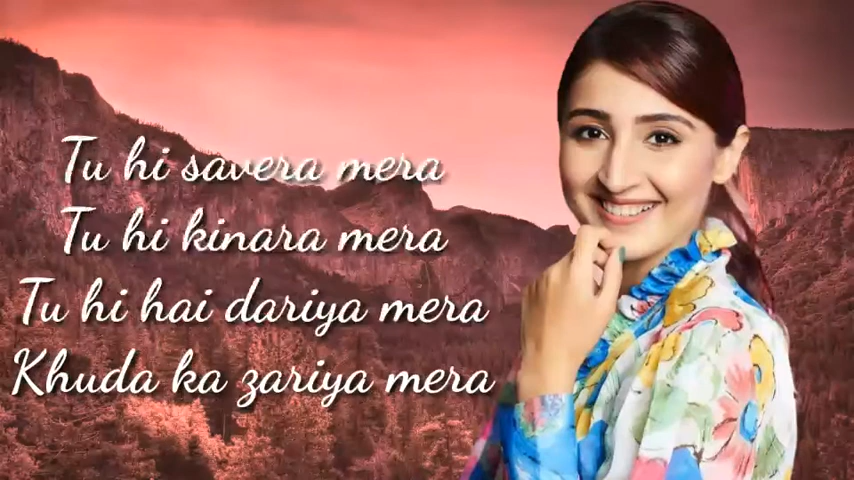 Tu hi savera mera
Tu hi kinara mera
Tu hi hai dariya mera
Khuda ka zariya mera